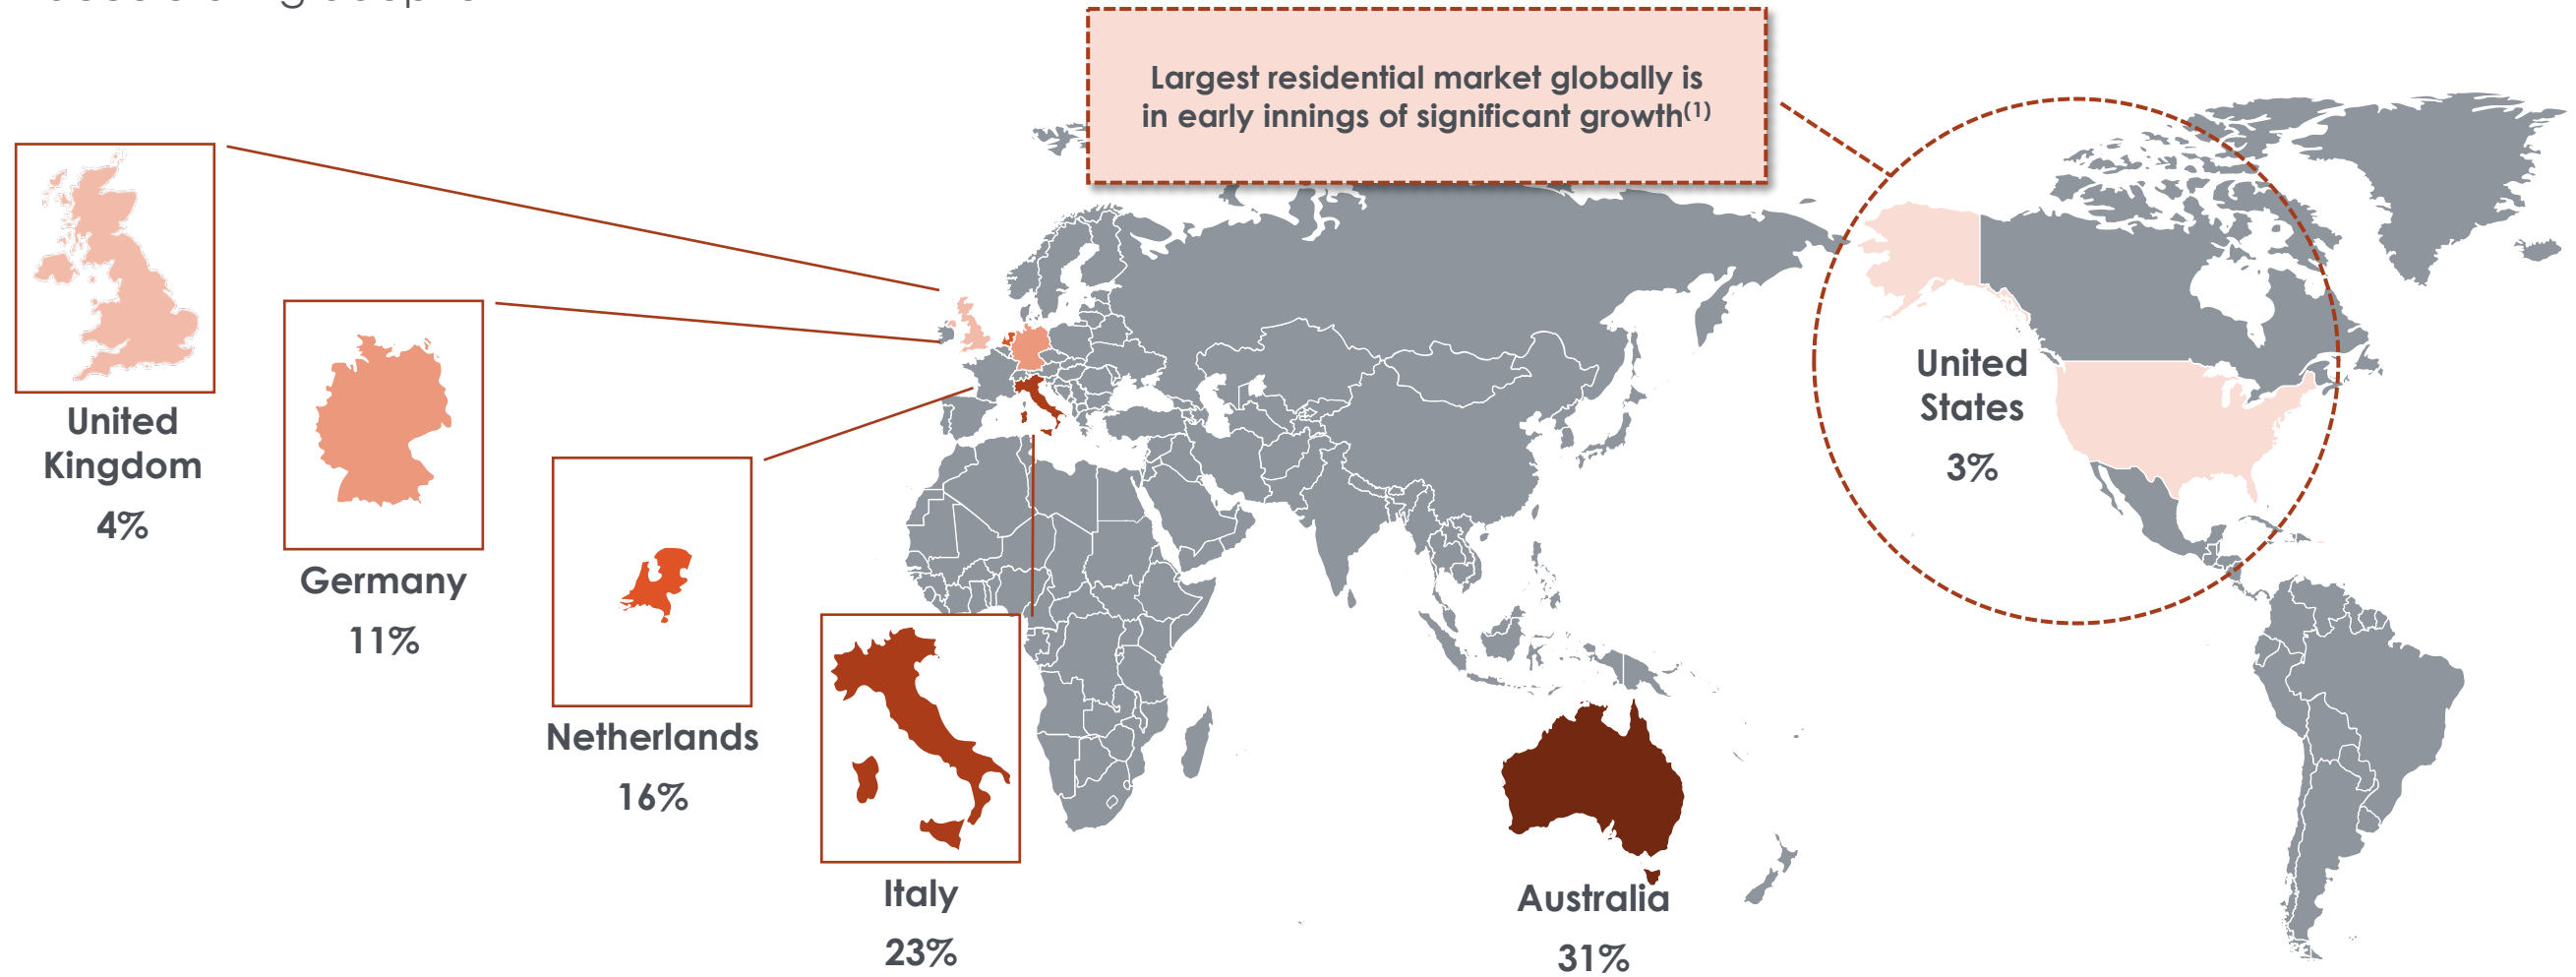 Largest residential market globally is
in early innings of significant growth(1)
United
Kingdom
4%
Germany
11%
Netherlands
16%
Italy
23%
Australia
31%
United
States
3%